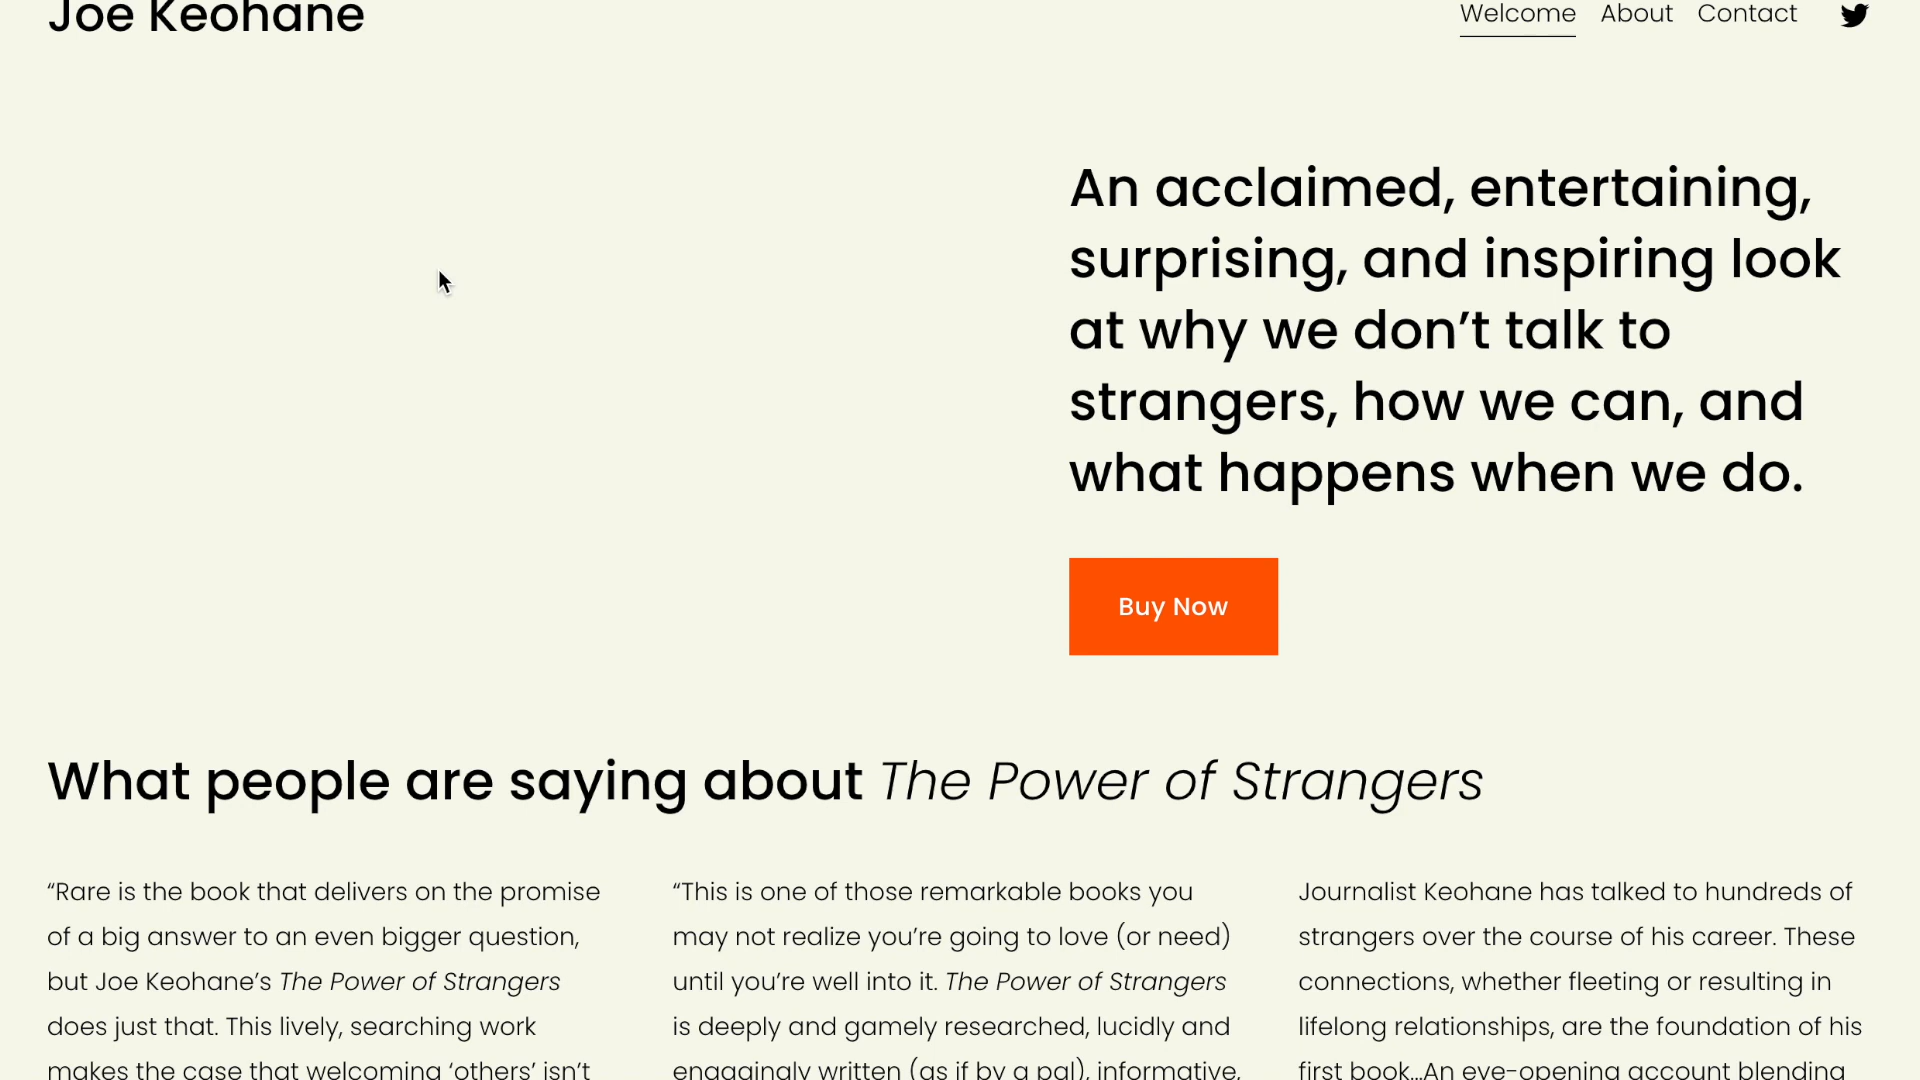 Joe Keohane
Welcome About Contact
An acclaimed, entertaining,
surprising, and inspiring look
at why we don’t talk to
strangers, how we can, and
what happens when we do.
Buy Now
What people are saying about The Power of Strangers
“Rare is the book that delivers on the promise
of a big answer to an even bigger question,
but Joe Keohane’s The Power of Strangers
does just that. This lively, searching work
makes the case that welcoming ‘others’ isn’t
“This is one of those remarkable books you
may not realize you’re going to love (or need)
until you’re well into it. The Power of Strangers
is deeply and gamely researched, lucidly and
engagingly written (as if by a pal), informative,
Journalist Keohane has talked to hundreds of
strangers over the course of his career. These
connections, whether fleeting or resulting in
lifelong relationships, are the foundation of his
first book…An eye-opening account blending